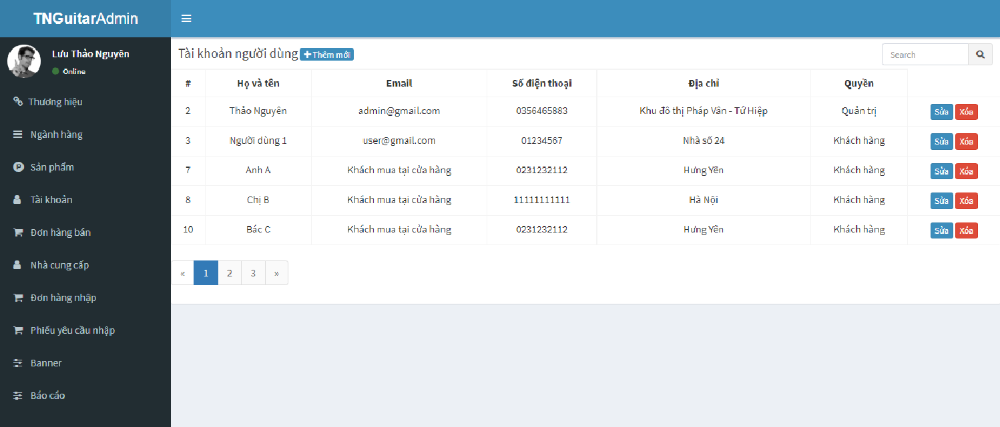 TNGuitarAdmin
Lưu Thảo Nguyên
Online
Thương hiệu
Ngành hàng
Sản phẩm
Tài khoản
Đơn hàng bán
Nhà cung cấp
Đơn hàng nhập
Phiếu yêu cầu nhập
Banner
Báo cáo
Tài khoản người dùng Thêm mới
Search
# Họ và tên Email Số điện thoại Địa chỉ Quyền
2 Thảo Nguyên admin@gmail.com 0356465883 Khu đô thị Pháp Vân - Tứ Hiệp Quản trị Sửa Xóa
3 Người dùng 1 user@gmail.com 01234567 Nhà số 24 Khách hàng Sửa Xóa
7 Anh A Khách mua tại cửa hàng 0231232112 Hưng Yên Khách hàng Sửa Xóa
8 Chị B Khách mua tại cửa hàng 11111111111 Hà Nội Khách hàng Sửa Xóa
10 Bác C Khách mua tại cửa hàng 0231232112 Hưng Yên Khách hàng Sửa Xóa
« 1 2 3 »